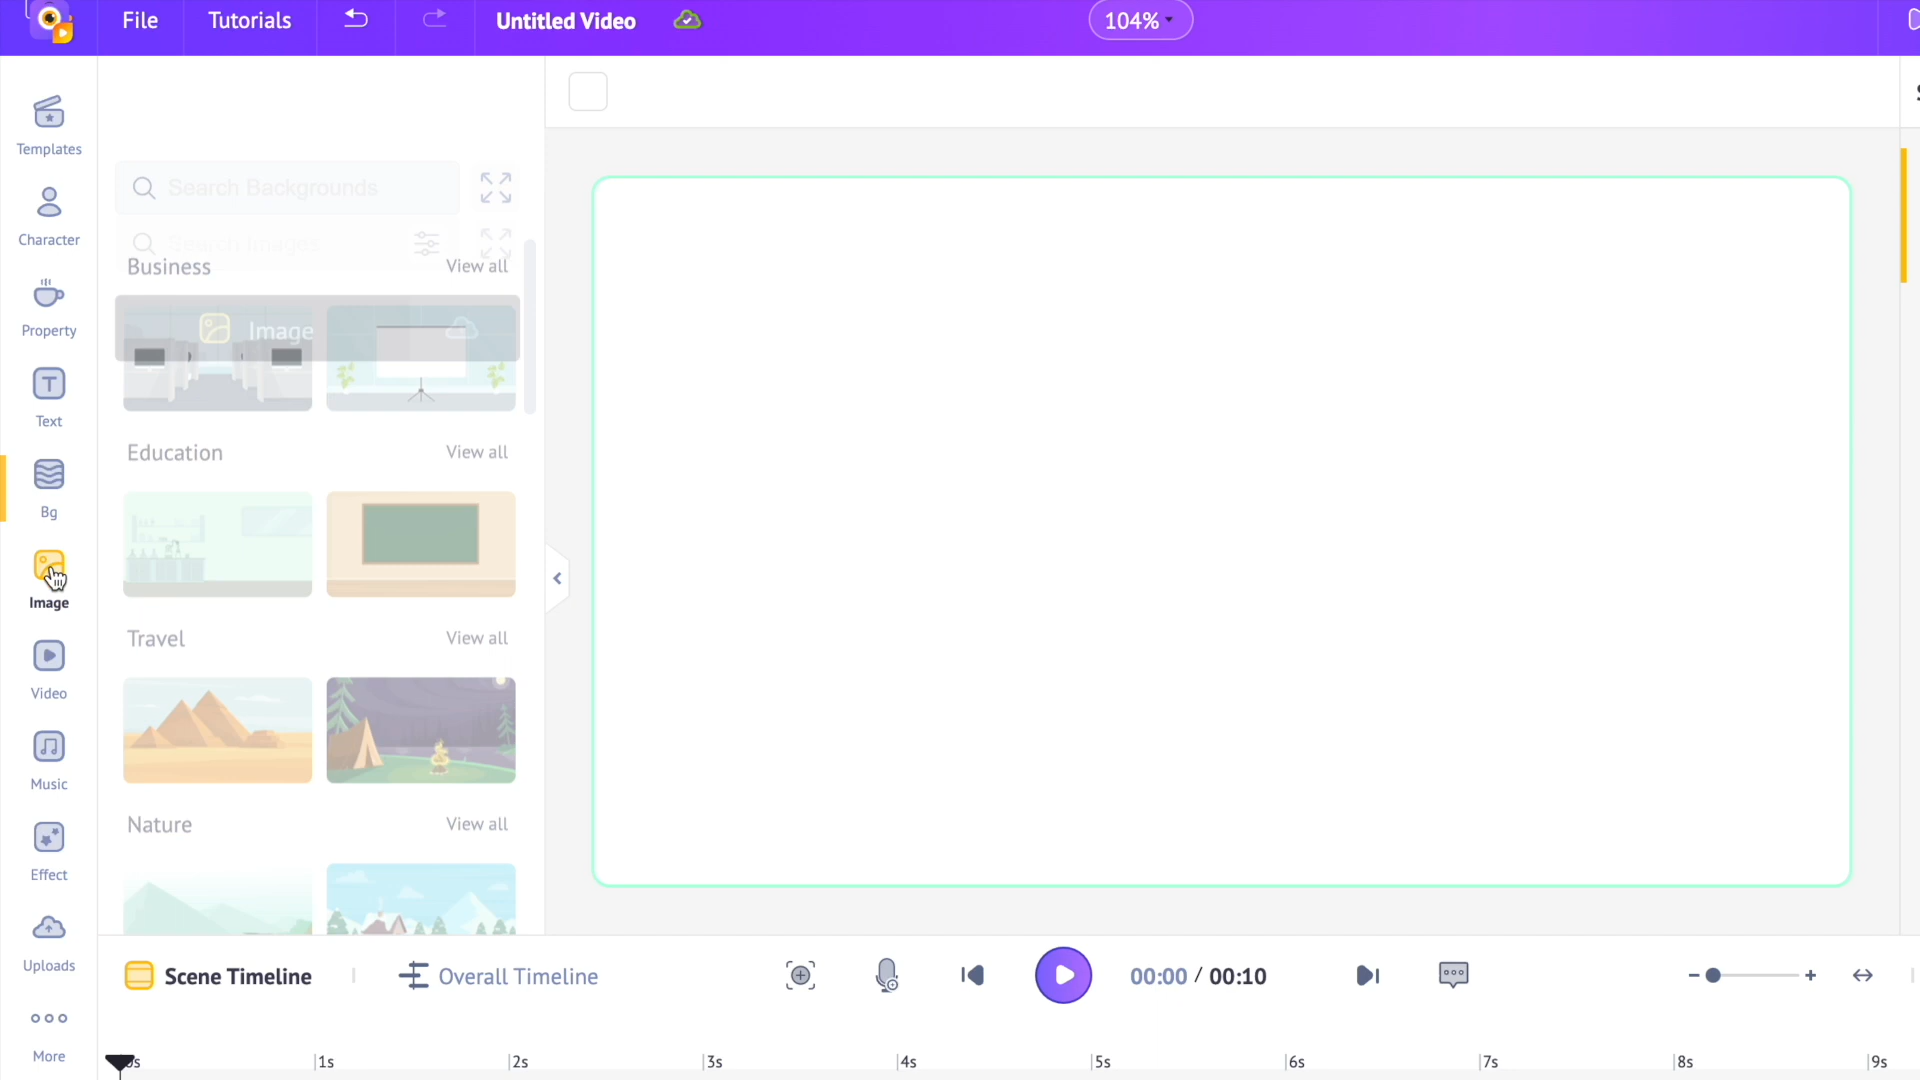 File
Tutorials
Untitled Video
104%
Templates
Character
Property
Text
Bg
Image
Video
Music
Effect
Uploads
More
Search Backgrounds
Search Images
Business
View all
Image
Education
View all
Travel
View all
Nature
View all
Scene Timeline
Overall Timeline
00:00 / 00:10
1s
2s
3s
4s
5s
6s
7s
8s
9s